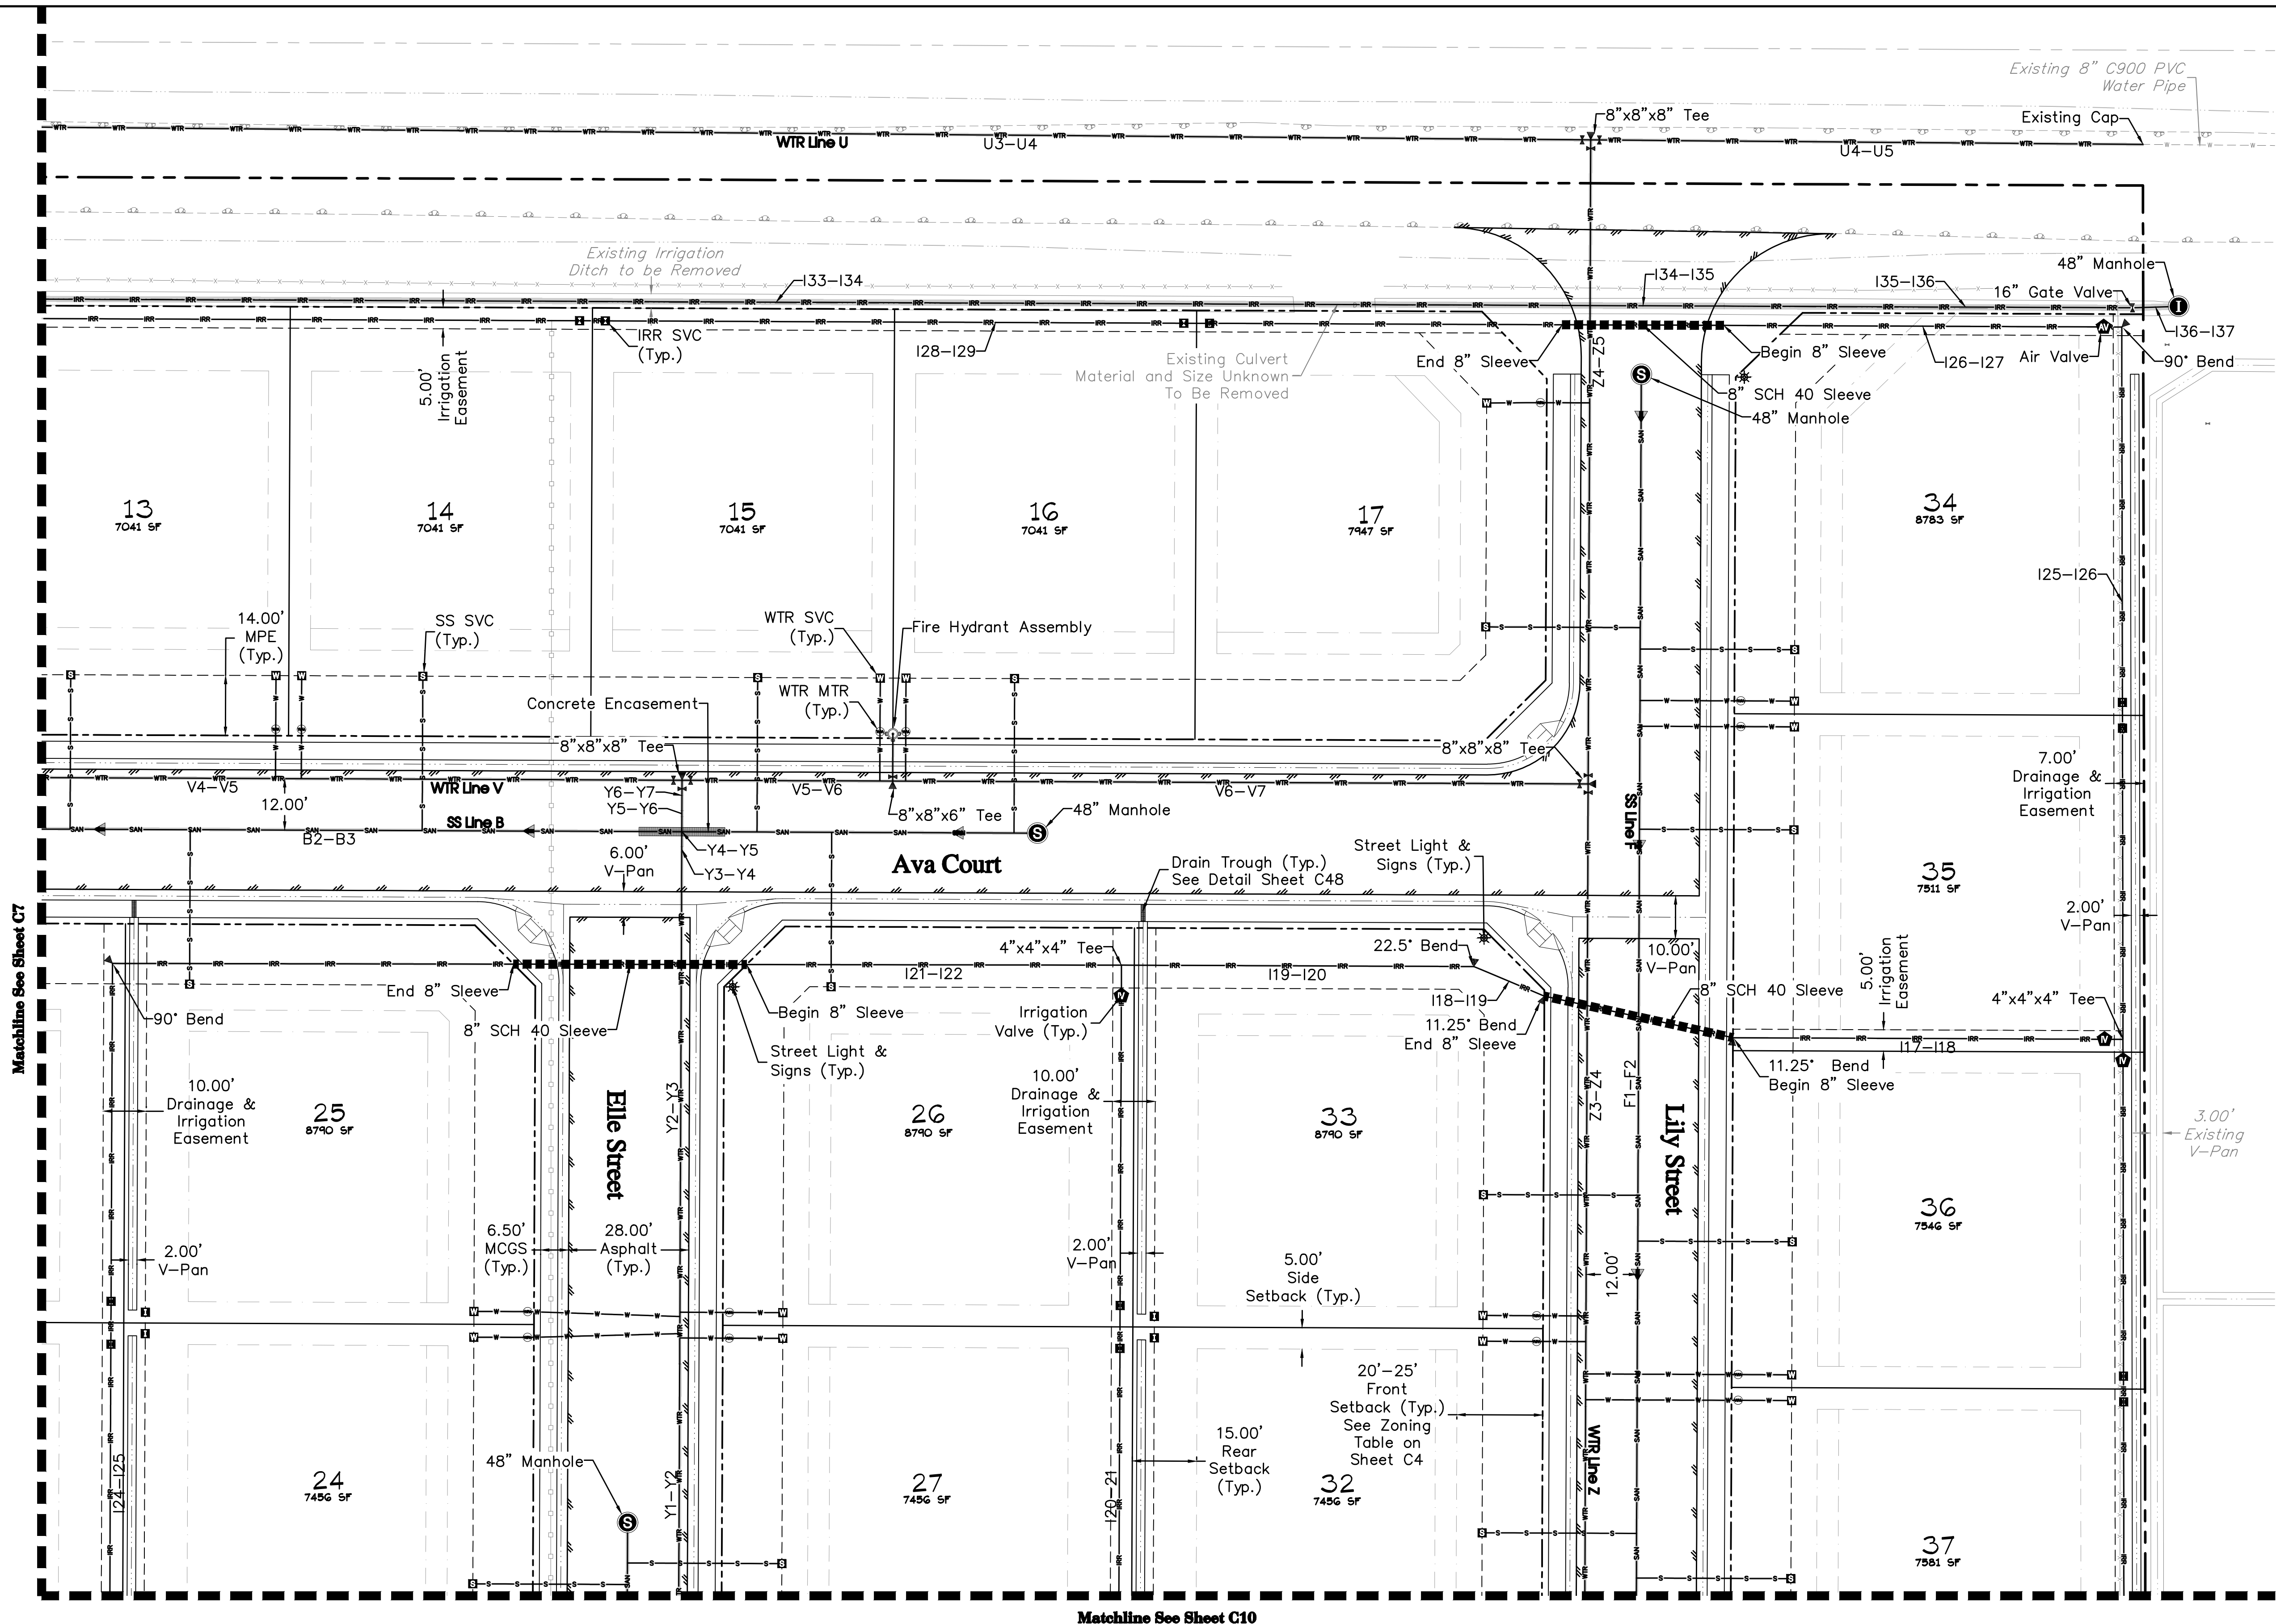 Existing 8" C900 PVC
Water Pipe
8"x8"x8" Tee
Existing Cap
WTR Line U
U3-U4
U4-U5
Existing Irrigation
Ditch to be Removed
I33-I34
I34-I35
I35-I36
48" Manhole
16" Gate Valve
I
I36-I37
IRR SVC
(Typ.)
I28-I29
5.00'
Irrigation
Easement
Existing Culvert
Material and Size Unknown
To Be Removed
End 8" Sleeve
Z4-Z5
Begin 8" Sleeve
I26-I27
Air Valve
AV
90° Bend
8" SCH 40 Sleeve
S
48" Manhole
13
7041 SF
14
7041 SF
15
7041 SF
16
7041 SF
17
7947 SF
34
8783 SF
I25-I26
14.00'
MPE
(Typ.)
SS SVC
(Typ.)
WTR SVC
(Typ.)
Fire Hydrant Assembly
WTR MTR
(Typ.)
Concrete Encasement
8"x8"x8" Tee
8"x8"x8" Tee
V4-V5
WTR Line V
12.00'
Y6-Y7
Y5-Y6
V5-V6
V6-V7
8"x8"x6" Tee
48" Manhole
S
SS Line B
B2-B3
SS Line F
7.00'
Drainage &
Irrigation
Easement
6.00'
V-Pan
Y4-Y5
Y3-Y4
Ava Court
Drain Trough (Typ.)
See Detail Sheet C48
Street Light &
Signs (Typ.)
35
7511 SF
2.00'
V-Pan
Matchline See Sheet C7
4"x4"x4" Tee
22.5° Bend
10.00'
V-Pan
5.00'
Irrigation
Easement
I21-I22
I19-I20
End 8" Sleeve
90° Bend
8" SCH 40 Sleeve
Begin 8" Sleeve
Irrigation
Valve (Typ.)
IV
I18-I19
11.25° Bend
End 8" Sleeve
8" SCH 40 Sleeve
4"x4"x4" Tee
I17-I18
IV
IV
11.25° Bend
Begin 8" Sleeve
Street Light &
Signs (Typ.)
10.00'
Drainage &
Irrigation
Easement
25
8790 SF
Elle Street
Y2-Y3
26
8790 SF
10.00'
Drainage &
Irrigation
Easement
33
8790 SF
Z3-Z4
F1-F2
Lily Street
3.00'
Existing
V-Pan
36
7546 SF
2.00'
V-Pan
6.50'
MCGS
(Typ.)
28.00'
Asphalt
(Typ.)
2.00'
V-Pan
5.00'
Side
Setback (Typ.)
12.00'
20'-25'
Front
Setback (Typ.)
See Zoning
Table on
Sheet C4
15.00'
Rear
Setback
(Typ.)
WTR Line Z
I24-I25
24
7456 SF
48" Manhole
S
Y1-Y2
27
7456 SF
I20-21
32
7456 SF
37
7581 SF
Matchline See Sheet C10